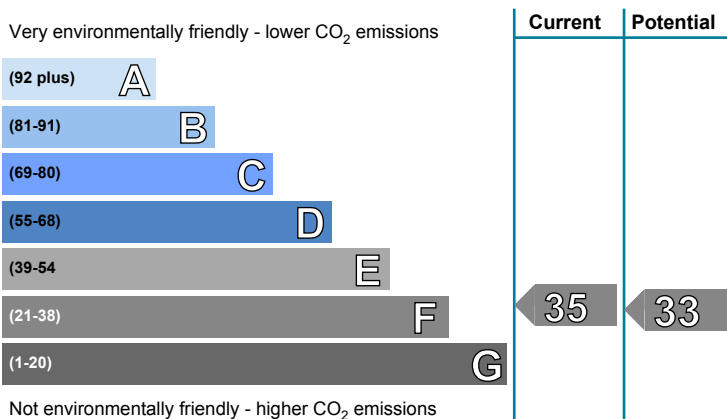 Current Potential
Very environmentally friendly - lower CO2 emissions
(92 plus) A
(81-91) B
(69-80) C
(55-68) D
(39-54 E
(21-38) F 35 33
(1-20) G
Not environmentally friendly - higher CO2 emissions